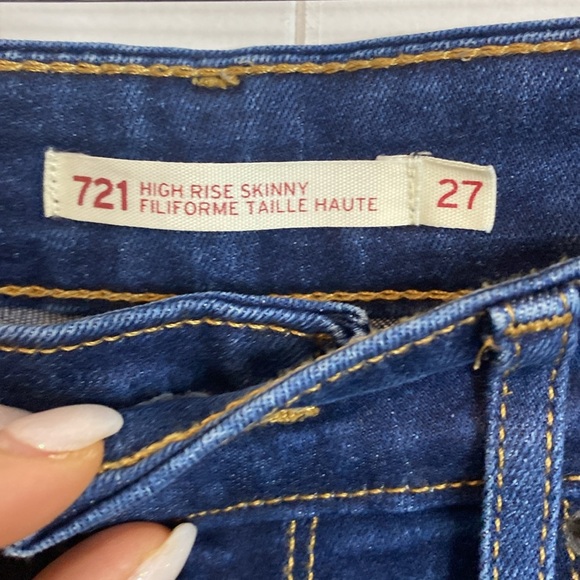 721 HIGH RISE SKINNY
FILIFORME TAILLE HAUTE
27